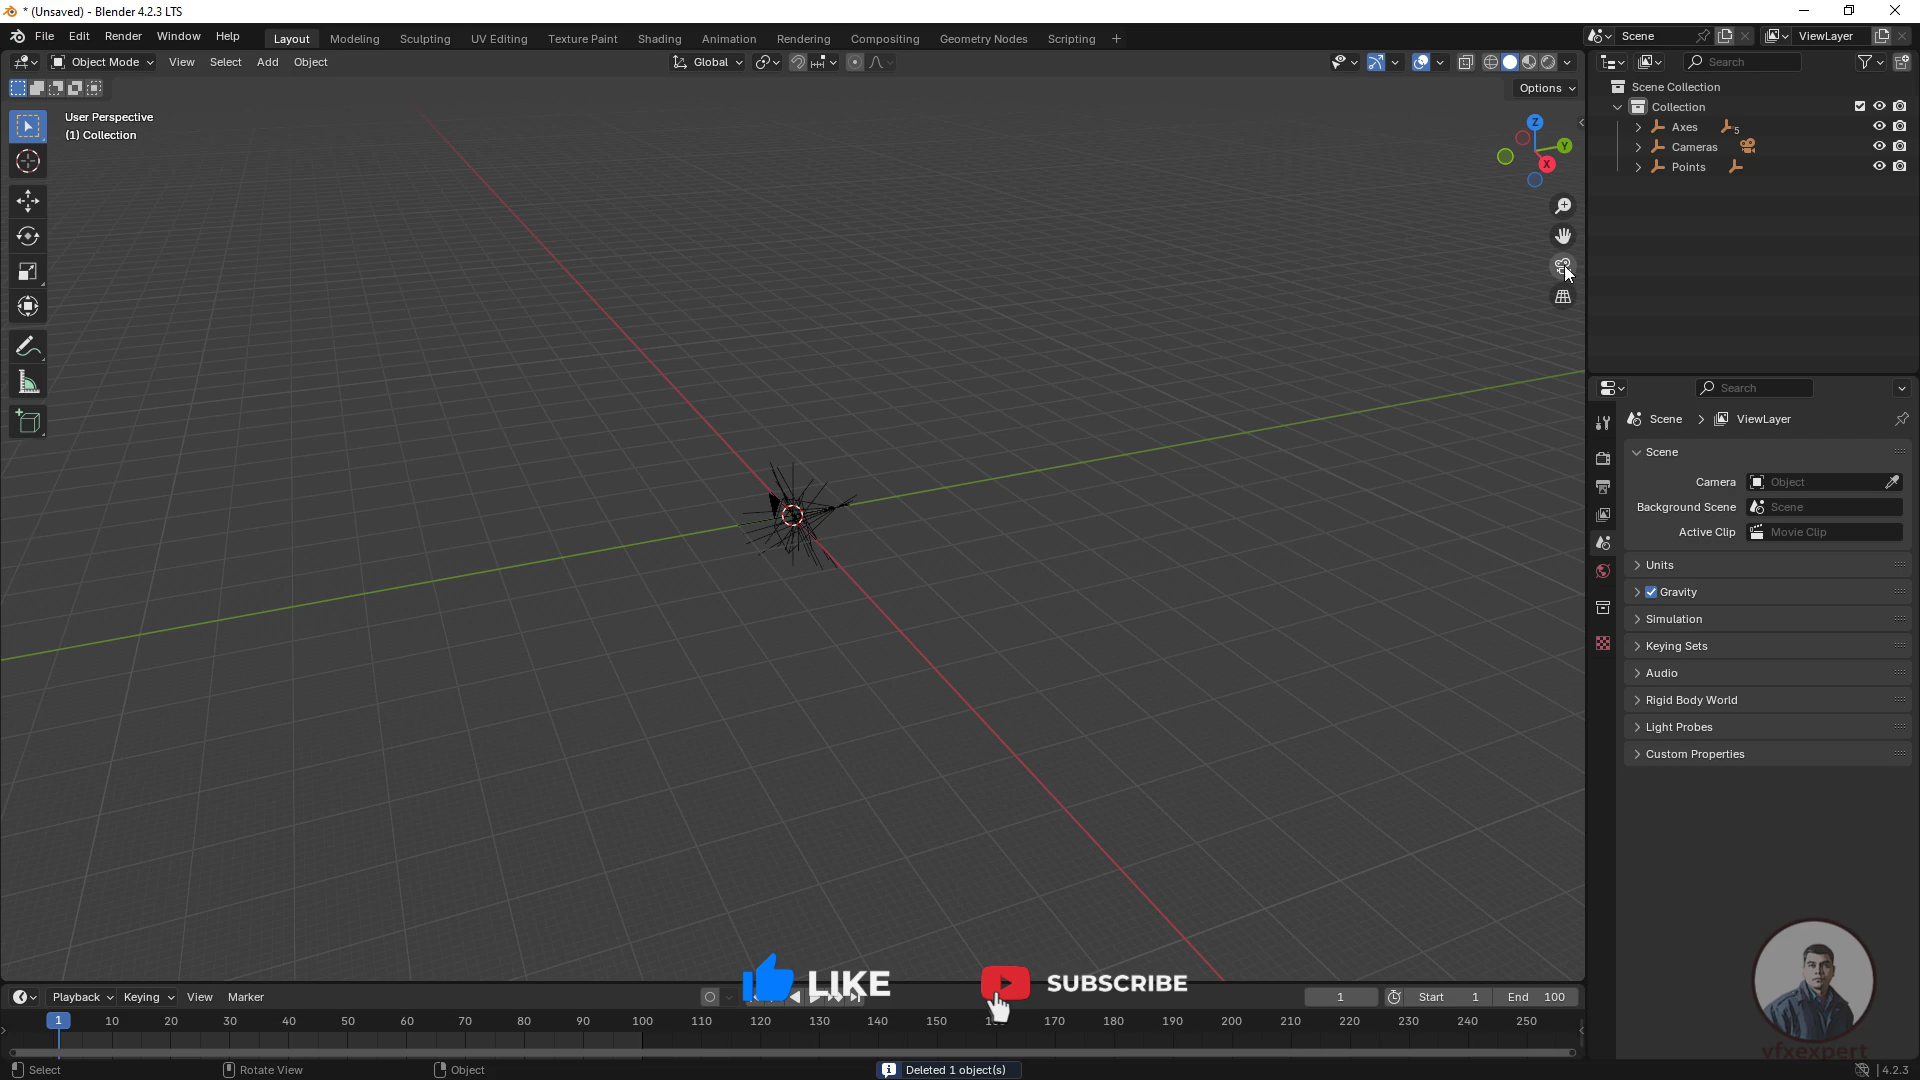 * (Unsaved) - Blender 4.2.3 LTS
File Edit Render Window Help Layout Modeling Sculpting UV Editing Texture Paint Shading Animation Rendering Compositing Geometry Nodes Scripting + Scene ViewLayer
Object Mode View Select Add Object Global Search
Options
User Perspective
(1) Collection
Z
Y
X
Scene Collection
Collection
Axes 5
Cameras
Points
Search
Scene > ViewLayer
Scene
Camera Object
Background Scene Scene
Active Clip Movie Clip
Units
Gravity
Simulation
Keying Sets
Audio
Rigid Body World
Light Probes
Custom Properties
LIKE SUBSCRIBE
Playback Keying View Marker 1 Start 1 End 100
1 10 20 30 40 50 60 70 80 90 100 110 120 130 140 150 170 180 190 200 210 220 230 240 250
vfxexpert
Select Rotate View Object Deleted 1 object(s) 4.2.3